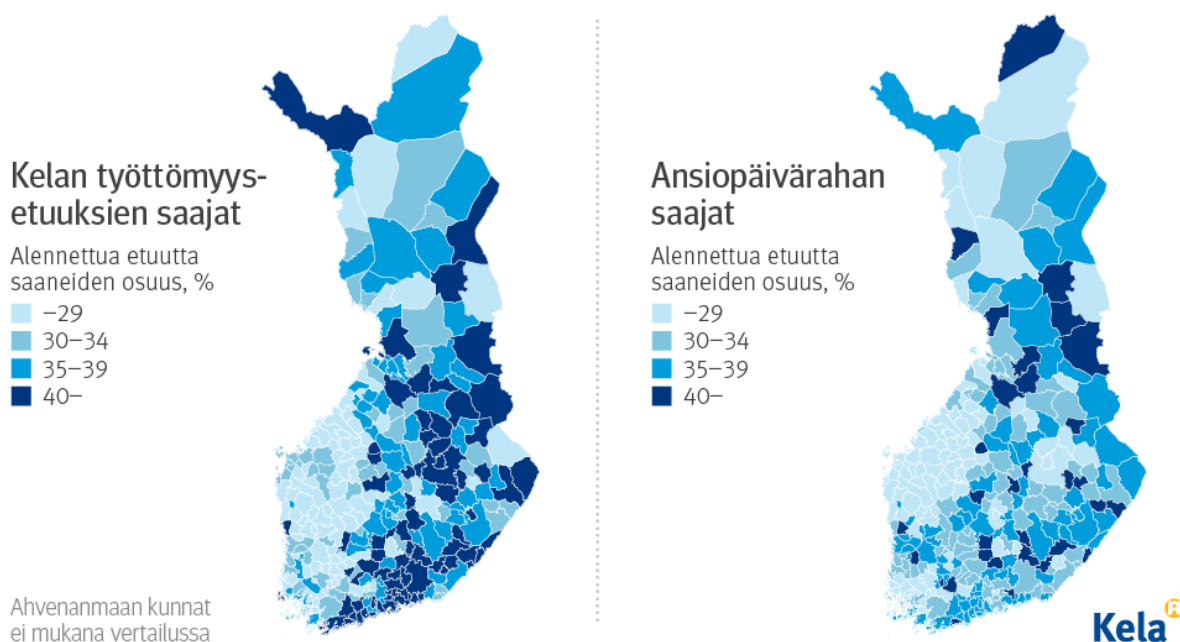 Kelan työttömyys-
etuuksien saajat
Alennettua etuutta
saaneiden osuus, %
–29
30–34
35–39
40–
Ahvenanmaan kunnat
ei mukana vertailussa
Ansiopäivärahan
saajat
Alennettua etuutta
saaneiden osuus, %
–29
30–34
35–39
40–
Kela